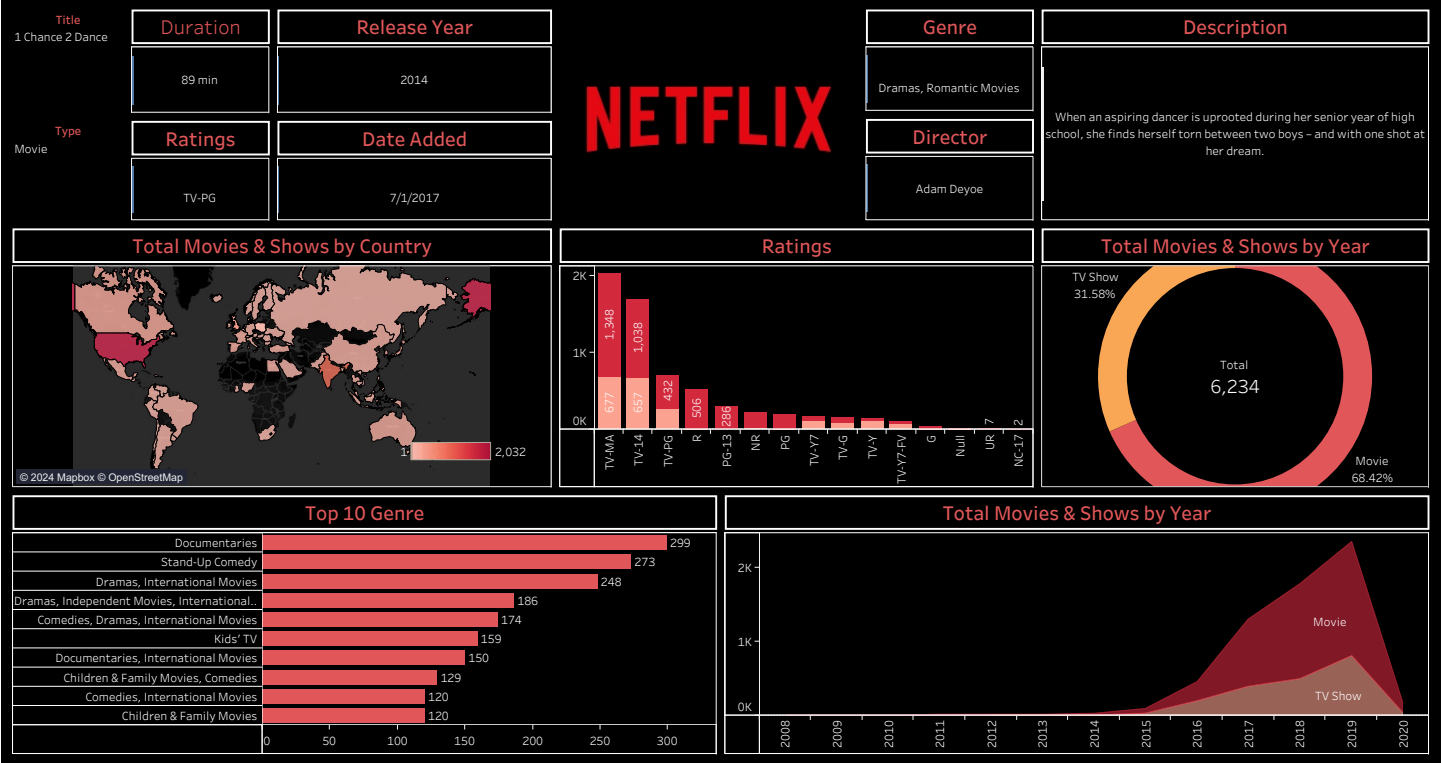 Title
1 Chance 2 Dance
Type
Movie
Duration
89 min
Ratings
TV-PG
Release Year
2014
Date Added
7/1/2017
NETFLIX
Genre
Dramas, Romantic Movies
Director
Adam Deyoe
Description
When an aspiring dancer is uprooted during her senior year of high
school, she finds herself torn between two boys – and with one shot at
her dream.
Total Movies & Shows by Country
1
2,032
© 2024 Mapbox © OpenStreetMap
Ratings
2K
1K
0K
1,348
677
1,038
657
432
506
286
7
2
TV-MA
TV-14
TV-PG
R
PG-13
NR
PG
TV-Y7
TV-G
TV-Y
TV-Y7-FV
G
Null
UR
NC-17
Total Movies & Shows by Year
TV Show
31.58%
Total
6,234
Movie
68.42%
Top 10 Genre
Documentaries 299
Stand-Up Comedy 273
Dramas, International Movies 248
Dramas, Independent Movies, International.. 186
Comedies, Dramas, International Movies 174
Kids' TV 159
Documentaries, International Movies 150
Children & Family Movies, Comedies 129
Comedies, International Movies 120
Children & Family Movies 120
0 50 100 150 200 250 300
Total Movies & Shows by Year
2K
1K
0K
Movie
TV Show
2008 2009 2010 2011 2012 2013 2014 2015 2016 2017 2018 2019 2020